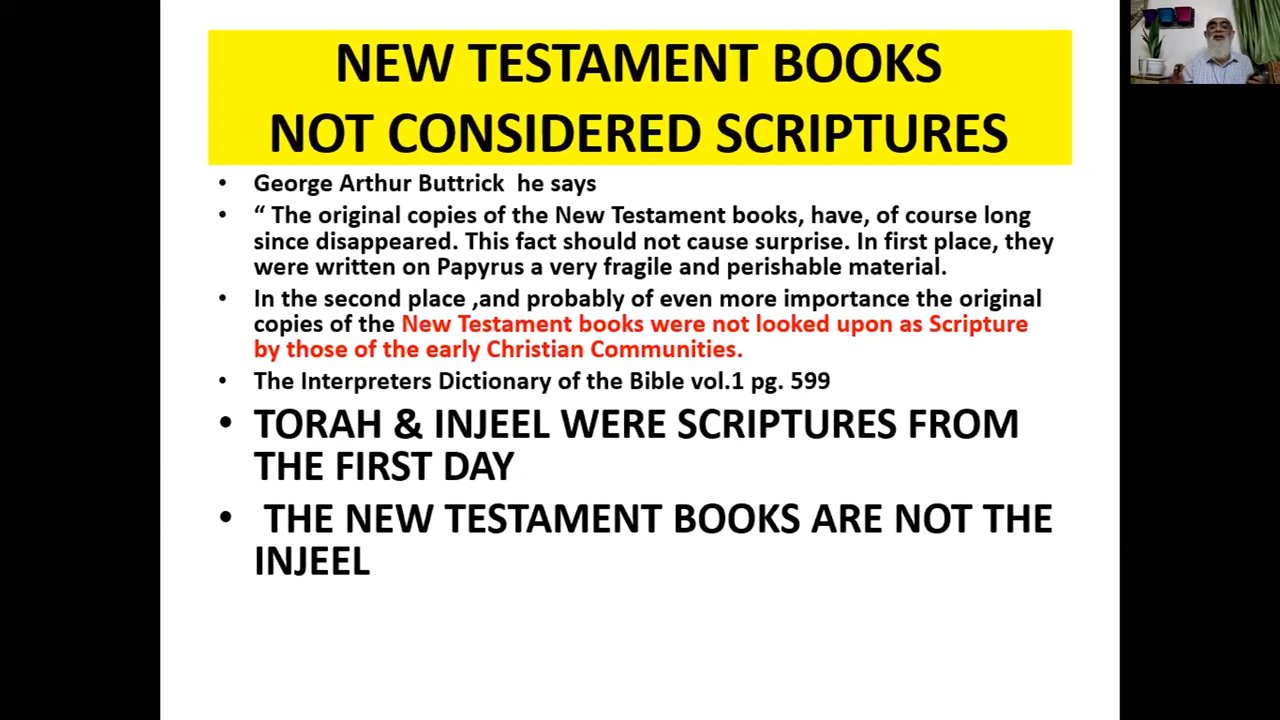 NEW TESTAMENT BOOKS
NOT CONSIDERED SCRIPTURES
• George Arthur Buttrick  he says
• “ The original copies of the New Testament books, have, of course long
since disappeared. This fact should not cause surprise. In first place, they
were written on Papyrus a very fragile and perishable material.
• In the second place ,and probably of even more importance the original
copies of the New Testament books were not looked upon as Scripture
by those of the early Christian Communities.
• The Interpreters Dictionary of the Bible vol.1 pg. 599
• TORAH & INJEEL WERE SCRIPTURES FROM
THE FIRST DAY
• THE NEW TESTAMENT BOOKS ARE NOT THE
INJEEL